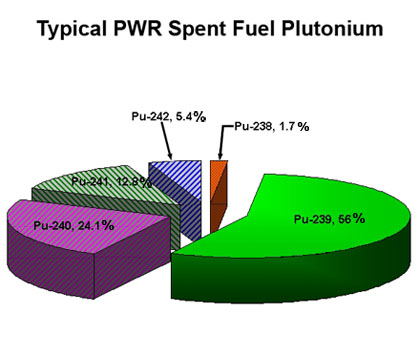 Typical PWR Spent Fuel Plutonium
Pu-242, 5.4%
Pu-238, 1.7%
Pu-241, 12.8%
Pu-239, 56%
Pu-240, 24.1%